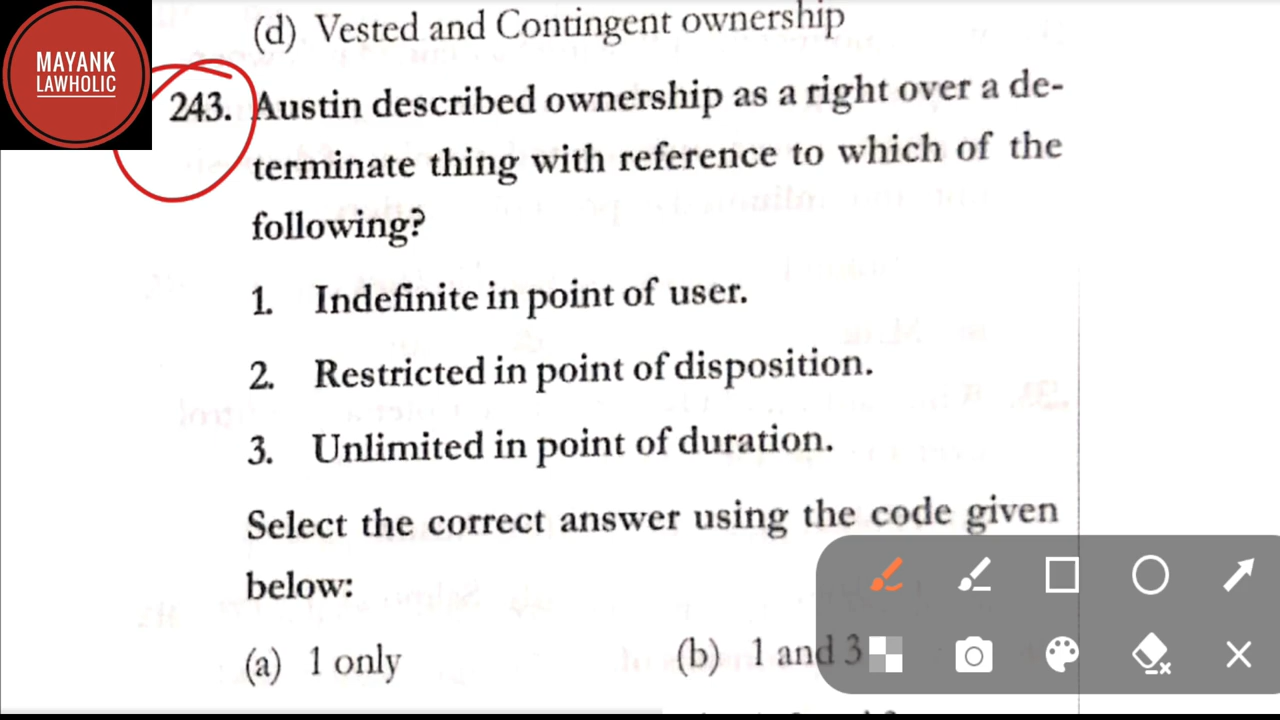 MAYANK
LAWHOLIC
(d) Vested and Contingent ownership
243. Austin described ownership as a right over a de-
terminate thing with reference to which of the
following?
1. Indefinite in point of user.
2. Restricted in point of disposition.
3. Unlimited in point of duration.
Select the correct answer using the code given
below:
(a) 1 only
(b) 1 and 3